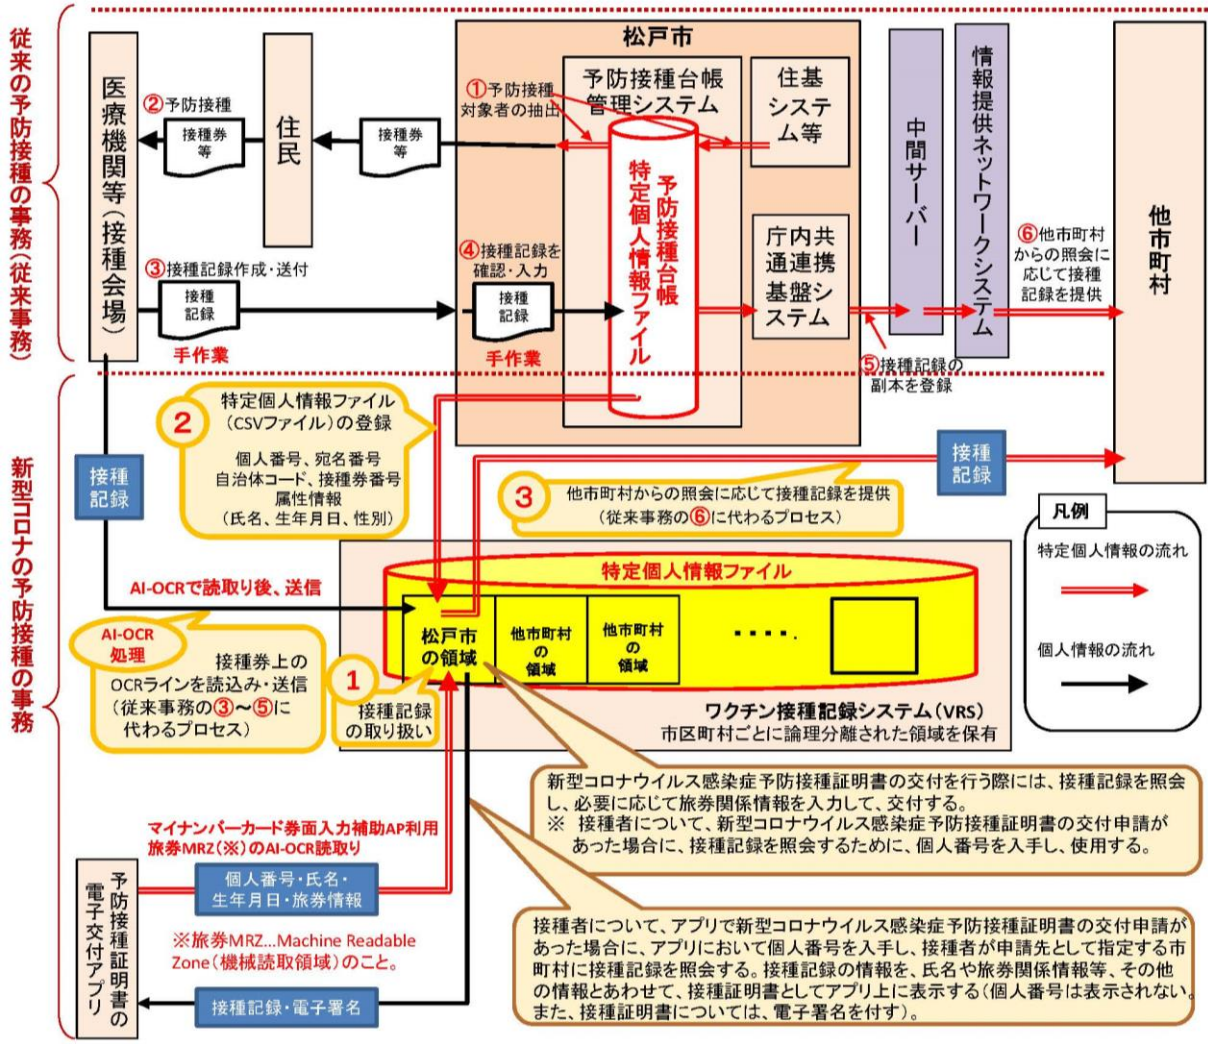 従来の予防接種の事務(従来事務)
医療機関等(接種会場)
②予防接種
接種券
等
住民
接種券
等
松戸市
予防接種台帳
管理システム
①予防接種
対象者の抽出
住基
システ
ム等
予防接種台帳
特定個人情報ファイル
庁内共
通連携
基盤シ
ステム
中間サーバー
情報提供ネットワークシステム
他市町村
③接種記録作成・送付
接種
記録
手作業
④接種記録を
確認・入力
接種
記録
手作業
⑤接種記録の
副本を登録
⑥他市町村
からの照会に
応じて接種
記録を提供
新型コロナの予防接種の事務
接種
記録
②
特定個人情報ファイル
(CSVファイル)の登録
個人番号、宛名番号
自治体コード、接種券番号
属性情報
(氏名、生年月日、性別)
③
他市町村からの照会に応じて接種記録を提供
(従来事務の⑥に代わるプロセス)
接種
記録
凡例
特定個人情報の流れ
個人情報の流れ
AI-OCRで読取り後、送信
AI-OCR
処理
接種券上の
OCRラインを読込み・送信
(従来事務の③~⑤に
代わるプロセス)
特定個人情報ファイル
松戸市
の領域
他市町村
の
領域
他市町村
の
領域
・・・・.
①
接種記録
の取り扱い
ワクチン接種記録システム(VRS)
市区町村ごとに論理分離された領域を保有
新型コロナウイルス感染症予防接種証明書の交付を行う際には、接種記録を照会
し、必要に応じて旅券関係情報を入力して、交付する。
※ 接種者について、新型コロナウイルス感染症予防接種証明書の交付申請が
あった場合に、接種記録を照会するために、個人番号を入手し、使用する。
マイナンバーカード券面入力補助AP利用
旅券MRZ(※)のAI-OCR読取り
予防接種証明書の
電子交付アプリ
個人番号・氏名・
生年月日・旅券情報
※旅券MRZ…Machine Readable
Zone(機械読取領域)のこと。
接種記録・電子署名
接種者について、アプリで新型コロナウイルス感染症予防接種証明書の交付申請が
あった場合に、アプリにおいて個人番号を入手し、接種者が申請先として指定する市
町村に接種記録を照会する。接種記録の情報を、氏名や旅券関係情報等、その他
の情報とあわせて、接種証明書としてアプリ上に表示する(個人番号は表示されない。
また、接種証明書については、電子署名を付す)。